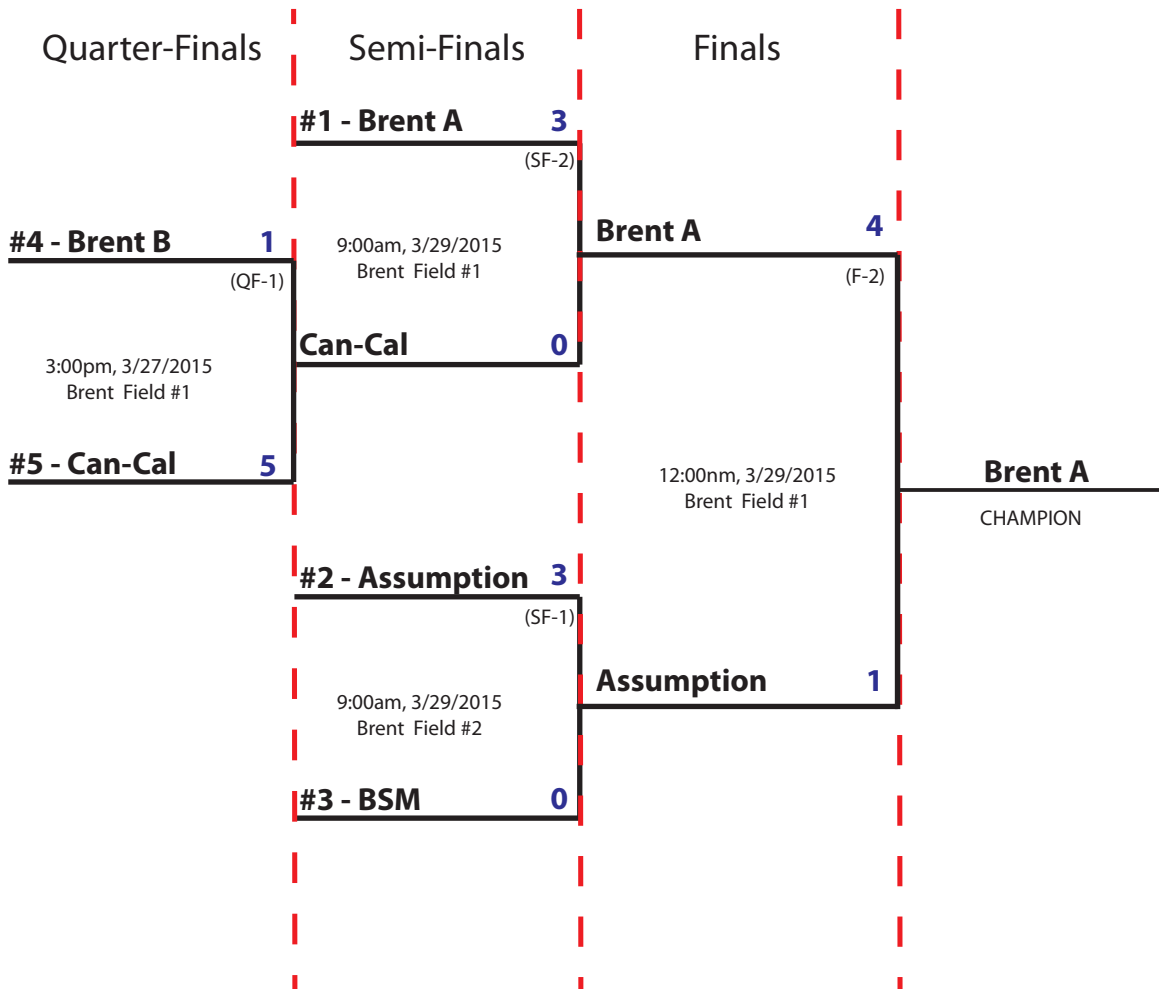 Quarter-Finals
Semi-Finals
Finals
#1 - Brent A 3
(SF-2)
#4 - Brent B 1
(QF-1)
9:00am, 3/29/2015
Brent Field #1
Brent A 4
(F-2)
Can-Cal 0
3:00pm, 3/27/2015
Brent Field #1
#5 - Can-Cal 5
12:00nm, 3/29/2015
Brent Field #1
Brent A
CHAMPION
#2 - Assumption 3
(SF-1)
9:00am, 3/29/2015
Brent Field #2
Assumption 1
#3 - BSM 0